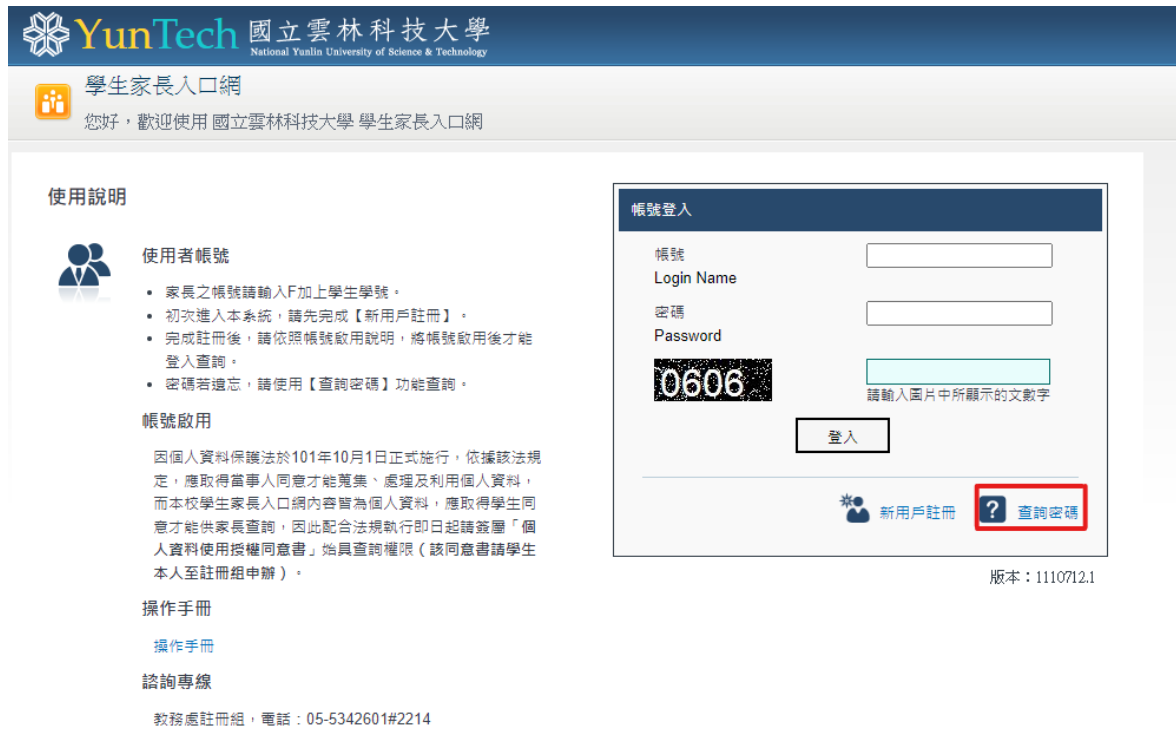 YunTech 國立雲林科技大學
National Yunlin University of Science & Technology
學生家長入口網
您好，歡迎使用 國立雲林科技大學 學生家長入口網
使用說明
使用者帳號
• 家長之帳號請輸入F加上學生學號。
• 初次進入本系統，請先完成【新用戶註冊】。
• 完成註冊後，請依照帳號啟用說明，將帳號啟用後才能
登入查詢。
• 密碼若遺忘，請使用【查詢密碼】功能查詢。
帳號啟用
因個人資料保護法於101年10月1日正式施行，依據該法規
定，應取得當事人同意才能蒐集、處理及利用個人資料，
而本校學生家長入口網內容皆為個人資料，應取得學生同
意才能供家長查詢，因此配合法規執行即日起請簽屬「個
人資料使用授權同意書」始具查詢權限（該同意書請學生
本人至註冊組申辦）。
操作手冊
操作手冊
諮詢專線
教務處註冊組，電話：05-5342601#2214
帳號登入
帳號
Login Name
密碼
Password
0606
請輸入圖片中所顯示的文數字
登入
新用戶註冊
? 查詢密碼
版本：1110712.1